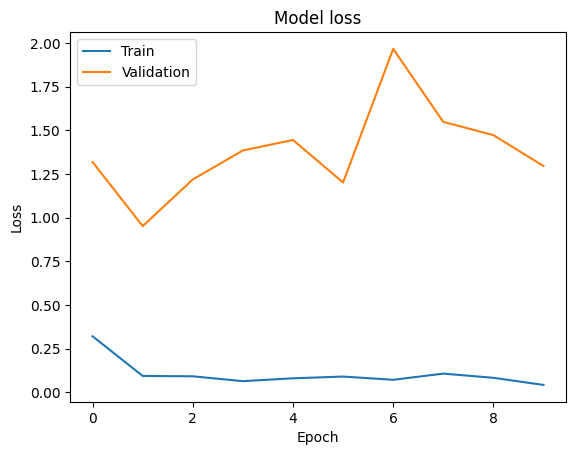 Model loss
Train
Validation
2.00
1.75
1.50
1.25
1.00
0.75
0.50
0.25
0.00
Loss
0 2 4 6 8
Epoch